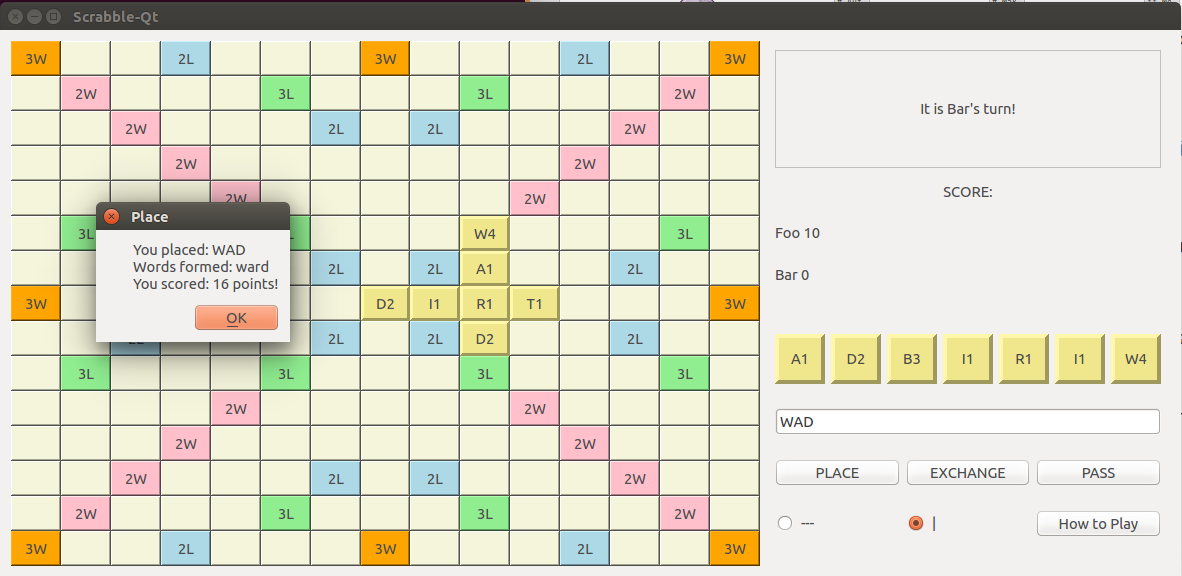 Scrabble-Qt
3W 2L 3W 2L 3W
2W 3L 3L 2W
2W 2L 2L 2W
2W 2W
2W 2W
3L W4 3L
2L 2L A1 2L
3W D2 I1 R1 T1 3W
2L 2L D2 2L
3L 3L 3L 3L
2W 2W
2W 2W
2W 2L 2L 2W
2W 3L 3L 2W
3W 2L 3W 2L 3W
Place
You placed: WAD
Words formed: ward
You scored: 16 points!
OK
It is Bar's turn!
SCORE:
Foo 10
Bar 0
A1 D2 B3 I1 R1 I1 W4
WAD
PLACE EXCHANGE PASS
--- | How to Play